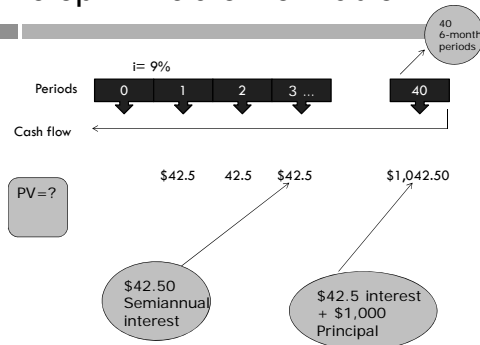 40
6-month
periods
i= 9%
Periods 0 1 2 3 ... 40
Cash flow
$42.5 42.5 $42.5 $1,042.50
PV=?
$42.50
Semiannual
interest
$42.5 interest
+ $1,000
Principal